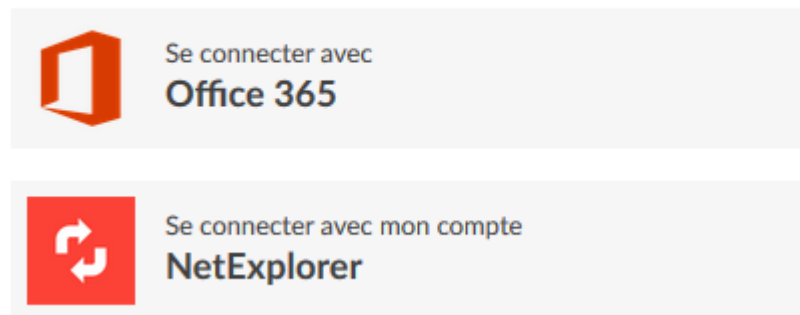 Se connecter avec
Office 365
Se connecter avec mon compte
NetExplorer